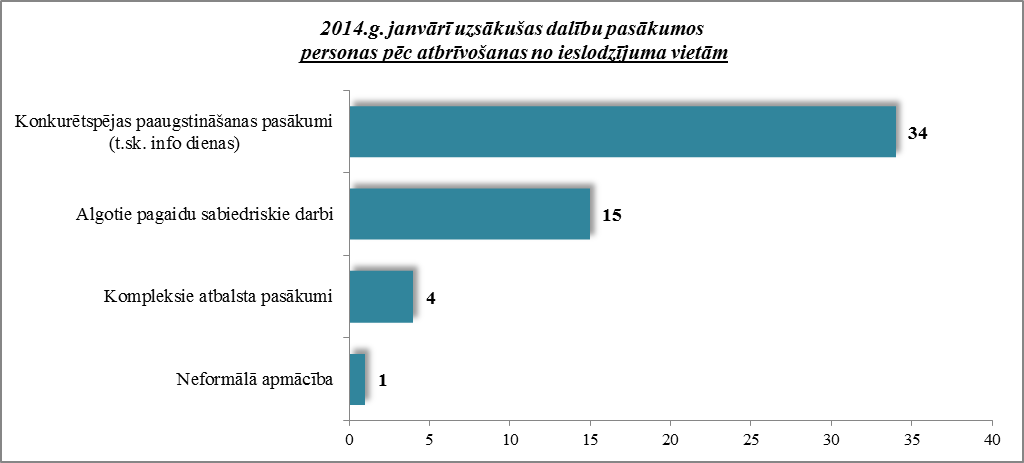 2014.g. janvārī uzsākušas dalību pasākumos
personas pēc atbrīvošanas no ieslodzījuma vietām
Konkurētspējas paaugstināšanas pasākumi
(t.sk. info dienas)
34
Algotie pagaidu sabiedriskie darbi
15
Kompleksie atbalsta pasākumi
4
Neformālā apmācība
1
0 5 10 15 20 25 30 35 40